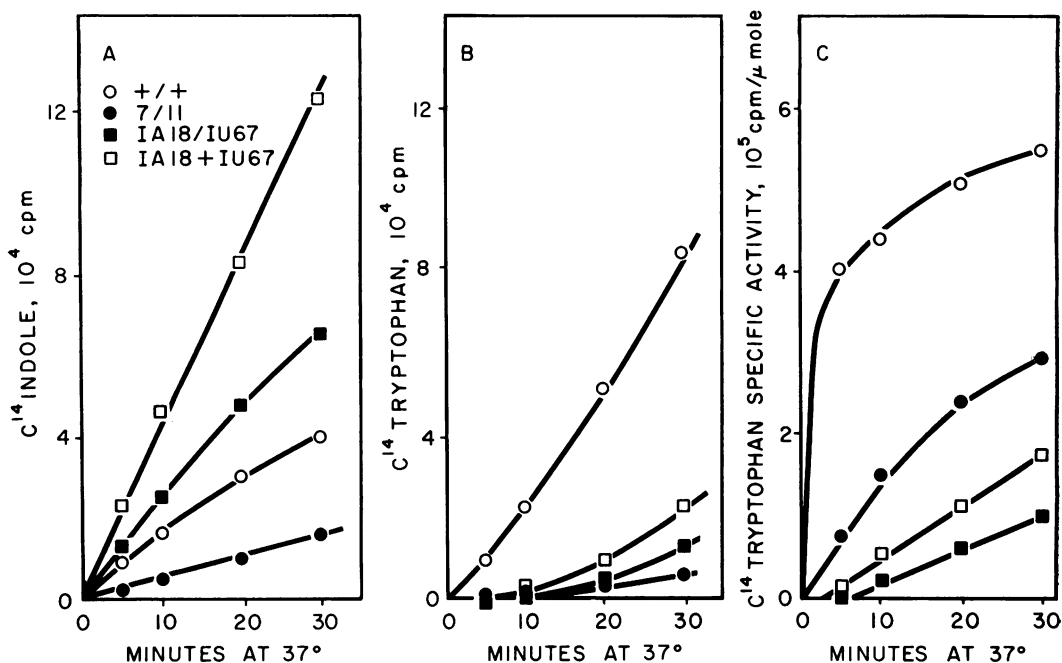 A
○ +/+
● 7/11
■ IA18/IU67
□ IA18+IU67
C¹⁴ INDOLE, 10⁴ cpm
12
8
4
0
0 10 20 30
MINUTES AT 37°
B
C¹⁴ TRYPTOPHAN, 10⁴ cpm
12
8
4
0
0 10 20 30
MINUTES AT 37°
C
C¹⁴ TRYPTOPHAN SPECIFIC ACTIVITY, 10⁵ cpm/μ mole
6
4
2
0
0 10 20 30
MINUTES AT 37°